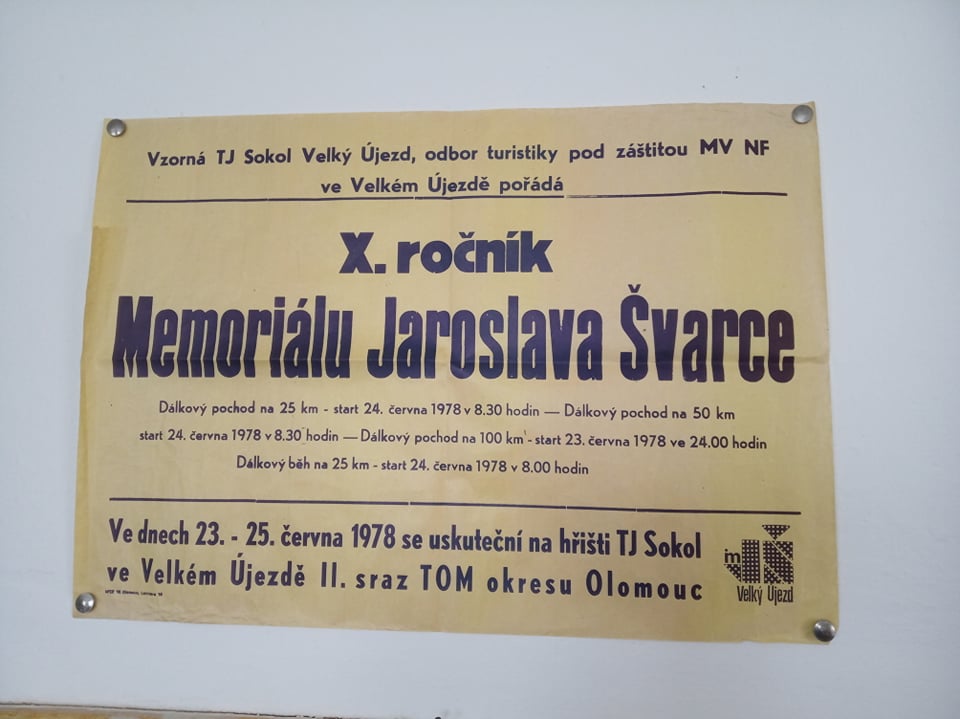 Vzorná TJ Sokol Velký Újezd, odbor turistiky pod záštitou MV NF
ve Velkém Újezdě pořádá
X. ročník
Memoriálu Jaroslava Švarce
Dálkový pochod na 25 km - start 24. června 1978 v 8.30 hodin — Dálkový pochod na 50 km
start 24. června 1978 v 8.30 hodin — Dálkový pochod na 100 km - start 23. června 1978 ve 24.00 hodin
Dálkový běh na 25 km - start 24. června 1978 v 8.00 hodin
Ve dnech 23. - 25. června 1978 se uskuteční na hřišti TJ Sokol
ve Velkém Újezdě II. sraz TOM okresu Olomouc
m JŠ
Velký Újezd